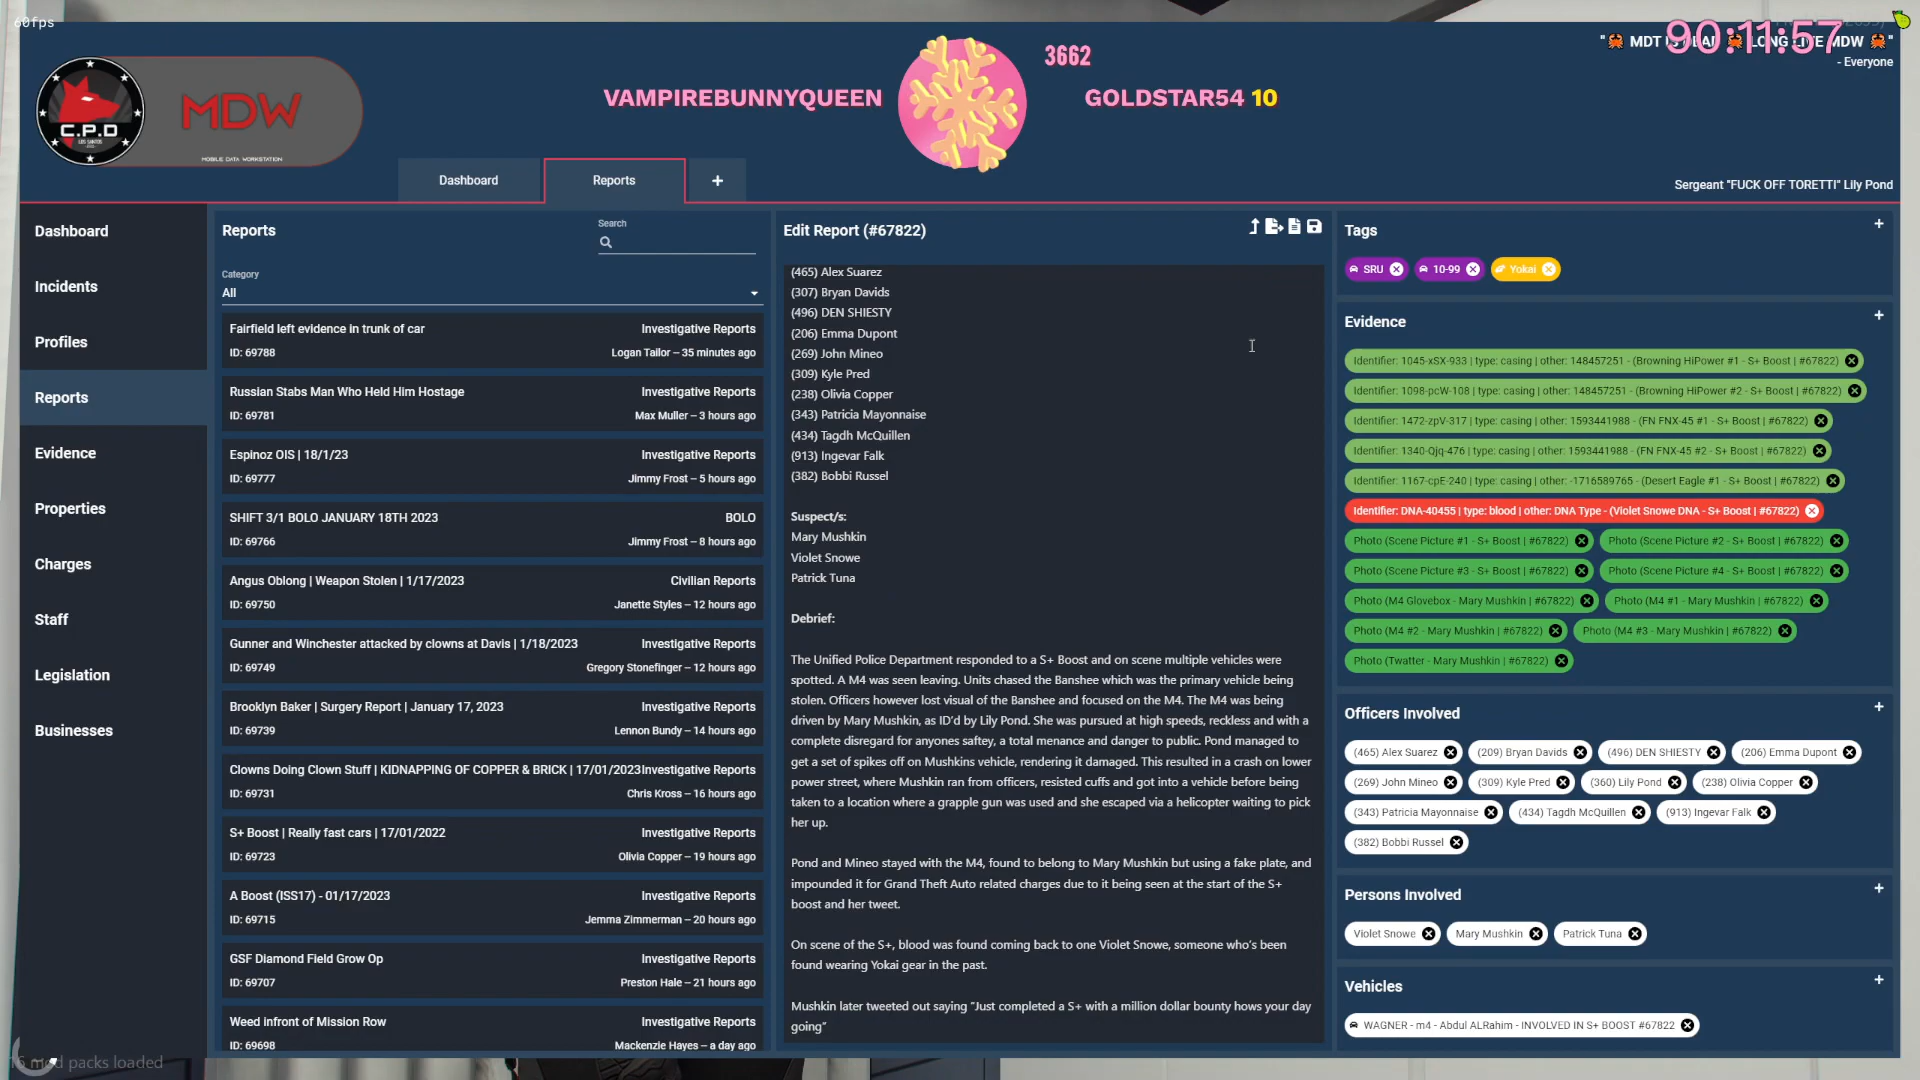 60fps
C.P.D
LOS SANTOS
MDW
MOBILE DATA WORKSTATION
VAMPIREBUNNYQUEEN
3662
GOLDSTAR54 10
90:11:57
" 🦀 MDT IS DEAD 🦀 LONG LIVE MDW 🦀 "
- Everyone
Dashboard
Reports
+
Sergeant "FUCK OFF TORETTI" Lily Pond
Dashboard
Incidents
Profiles
Reports
Evidence
Properties
Charges
Staff
Legislation
Businesses
Reports
Search
Category
All
Fairfield left evidence in trunk of car Investigative Reports
ID: 69788 Logan Tailor – 35 minutes ago
Russian Stabs Man Who Held Him Hostage Investigative Reports
ID: 69781 Max Muller – 3 hours ago
Espinoz OIS | 18/1/23 Investigative Reports
ID: 69777 Jimmy Frost – 5 hours ago
SHIFT 3/1 BOLO JANUARY 18TH 2023 BOLO
ID: 69766 Jimmy Frost – 8 hours ago
Angus Oblong | Weapon Stolen | 1/17/2023 Civilian Reports
ID: 69750 Janette Styles – 12 hours ago
Gunner and Winchester attacked by clowns at Davis | 1/18/2023 Investigative Reports
ID: 69749 Gregory Stonefinger – 12 hours ago
Brooklyn Baker | Surgery Report | January 17, 2023 Investigative Reports
ID: 69739 Lennon Bundy – 14 hours ago
Clowns Doing Clown Stuff | KIDNAPPING OF COPPER & BRICK | 17/01/2023 Investigative Reports
ID: 69731 Chris Kross – 16 hours ago
S+ Boost | Really fast cars | 17/01/2022 Investigative Reports
ID: 69723 Olivia Copper – 19 hours ago
A Boost (ISS17) - 01/17/2023 Investigative Reports
ID: 69715 Jemma Zimmerman – 20 hours ago
GSF Diamond Field Grow Op Investigative Reports
ID: 69707 Preston Hale – 21 hours ago
Weed infront of Mission Row Investigative Reports
ID: 69698 Mackenzie Hayes – a day ago
Edit Report (#67822)
(465) Alex Suarez
(307) Bryan Davids
(496) DEN SHIESTY
(206) Emma Dupont
(269) John Mineo
(309) Kyle Pred
(238) Olivia Copper
(343) Patricia Mayonnaise
(434) Tagdh McQuillen
(913) Ingevar Falk
(382) Bobbi Russel
Suspect/s:
Mary Mushkin
Violet Snowe
Patrick Tuna
Debrief:
The Unified Police Department responded to a S+ Boost and on scene multiple vehicles were
spotted. A M4 was seen leaving. Units chased the Banshee which was the primary vehicle being
stolen. Officers however lost visual of the Banshee and focused on the M4. The M4 was being
driven by Mary Mushkin, as ID'd by Lily Pond. She was pursued at high speeds, reckless and with a
complete disregard for anyones saftey, a total menance and danger to public. Pond managed to
get a set of spikes off on Mushkins vehicle, rendering it damaged. This resulted in a crash on lower
power street, where Mushkin ran from officers, resisted cuffs and got into a vehicle before being
taken to a location where a grapple gun was used and she escaped via a helicopter waiting to pick
her up.
Pond and Mineo stayed with the M4, found to belong to Mary Mushkin but using a fake plate, and
impounded it for Grand Theft Auto related charges due to it being seen at the start of the S+
boost and her tweet.
On scene of the S+, blood was found coming back to one Violet Snowe, someone who's been
found wearing Yokai gear in the past.
Mushkin later tweeted out saying "Just completed a S+ with a million dollar bounty hows your day
going"
Tags
SRU 10-99 Yokai
Evidence
Identifier: 1045-xSX-933 | type: casing | other: 148457251 - (Browning HiPower #1 - S+ Boost | #67822)
Identifier: 1098-pcW-108 | type: casing | other: 148457251 - (Browning HiPower #2 - S+ Boost | #67822)
Identifier: 1472-zpV-317 | type: casing | other: 1593441988 - (FN FNX-45 #1 - S+ Boost | #67822)
Identifier: 1340-Qjq-476 | type: casing | other: 1593441988 - (FN FNX-45 #2 - S+ Boost | #67822)
Identifier: 1167-cpE-240 | type: casing | other: -1716589765 - (Desert Eagle #1 - S+ Boost | #67822)
Identifier: DNA-40455 | type: blood | other: DNA Type - (Violet Snowe DNA - S+ Boost | #67822)
Photo (Scene Picture #1 - S+ Boost | #67822) Photo (Scene Picture #2 - S+ Boost | #67822)
Photo (Scene Picture #3 - S+ Boost | #67822) Photo (Scene Picture #4 - S+ Boost | #67822)
Photo (M4 Glovebox - Mary Mushkin | #67822) Photo (M4 #1 - Mary Mushkin | #67822)
Photo (M4 #2 - Mary Mushkin | #67822) Photo (M4 #3 - Mary Mushkin | #67822)
Photo (Twatter - Mary Mushkin | #67822)
Officers Involved
(465) Alex Suarez (209) Bryan Davids (496) DEN SHIESTY (206) Emma Dupont
(269) John Mineo (309) Kyle Pred (360) Lily Pond (238) Olivia Copper
(343) Patricia Mayonnaise (434) Tagdh McQuillen (913) Ingevar Falk
(382) Bobbi Russel
Persons Involved
Violet Snowe Mary Mushkin Patrick Tuna
Vehicles
WAGNER - m4 - Abdul ALRahim - INVOLVED IN S+ BOOST #67822
mod packs loaded